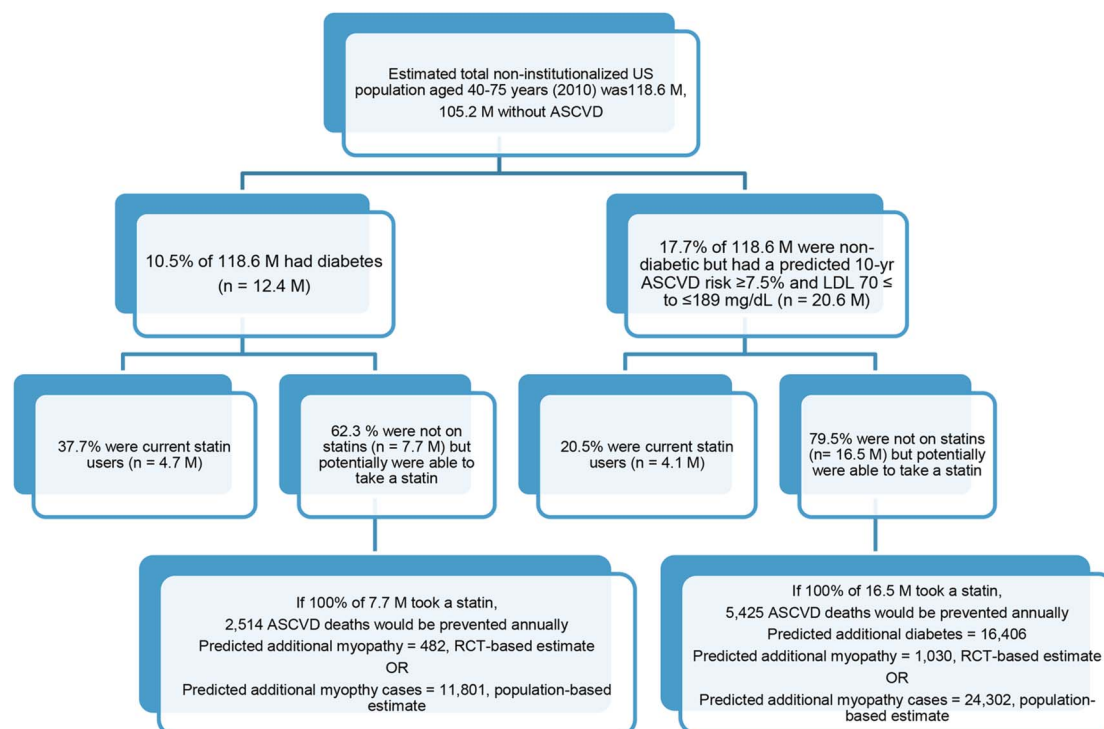 Estimated total non-institutionalized US
population aged 40-75 years (2010) was118.6 M,
105.2 M without ASCVD
10.5% of 118.6 M had diabetes
(n = 12.4 M)
17.7% of 118.6 M were non-
diabetic but had a predicted 10-yr
ASCVD risk ≥7.5% and LDL 70 ≤
to ≤189 mg/dL (n = 20.6 M)
37.7% were current statin
users (n = 4.7 M)
62.3 % were not on
statins (n = 7.7 M) but
potentially were able to
take a statin
20.5% were current statin
users (n = 4.1 M)
79.5% were not on statins
(n= 16.5 M) but potentially
were able to take a statin
If 100% of 7.7 M took a statin,
2,514 ASCVD deaths would be prevented annually
Predicted additional myopathy = 482, RCT-based estimate
OR
Predicted additional myopthy cases = 11,801, population-based
estimate
If 100% of 16.5 M took a statin,
5,425 ASCVD deaths would be prevented annually
Predicted additional diabetes = 16,406
Predicted additional myopathy = 1,030, RCT-based estimate
OR
Predicted additional myopathy cases = 24,302, population-
based estimate